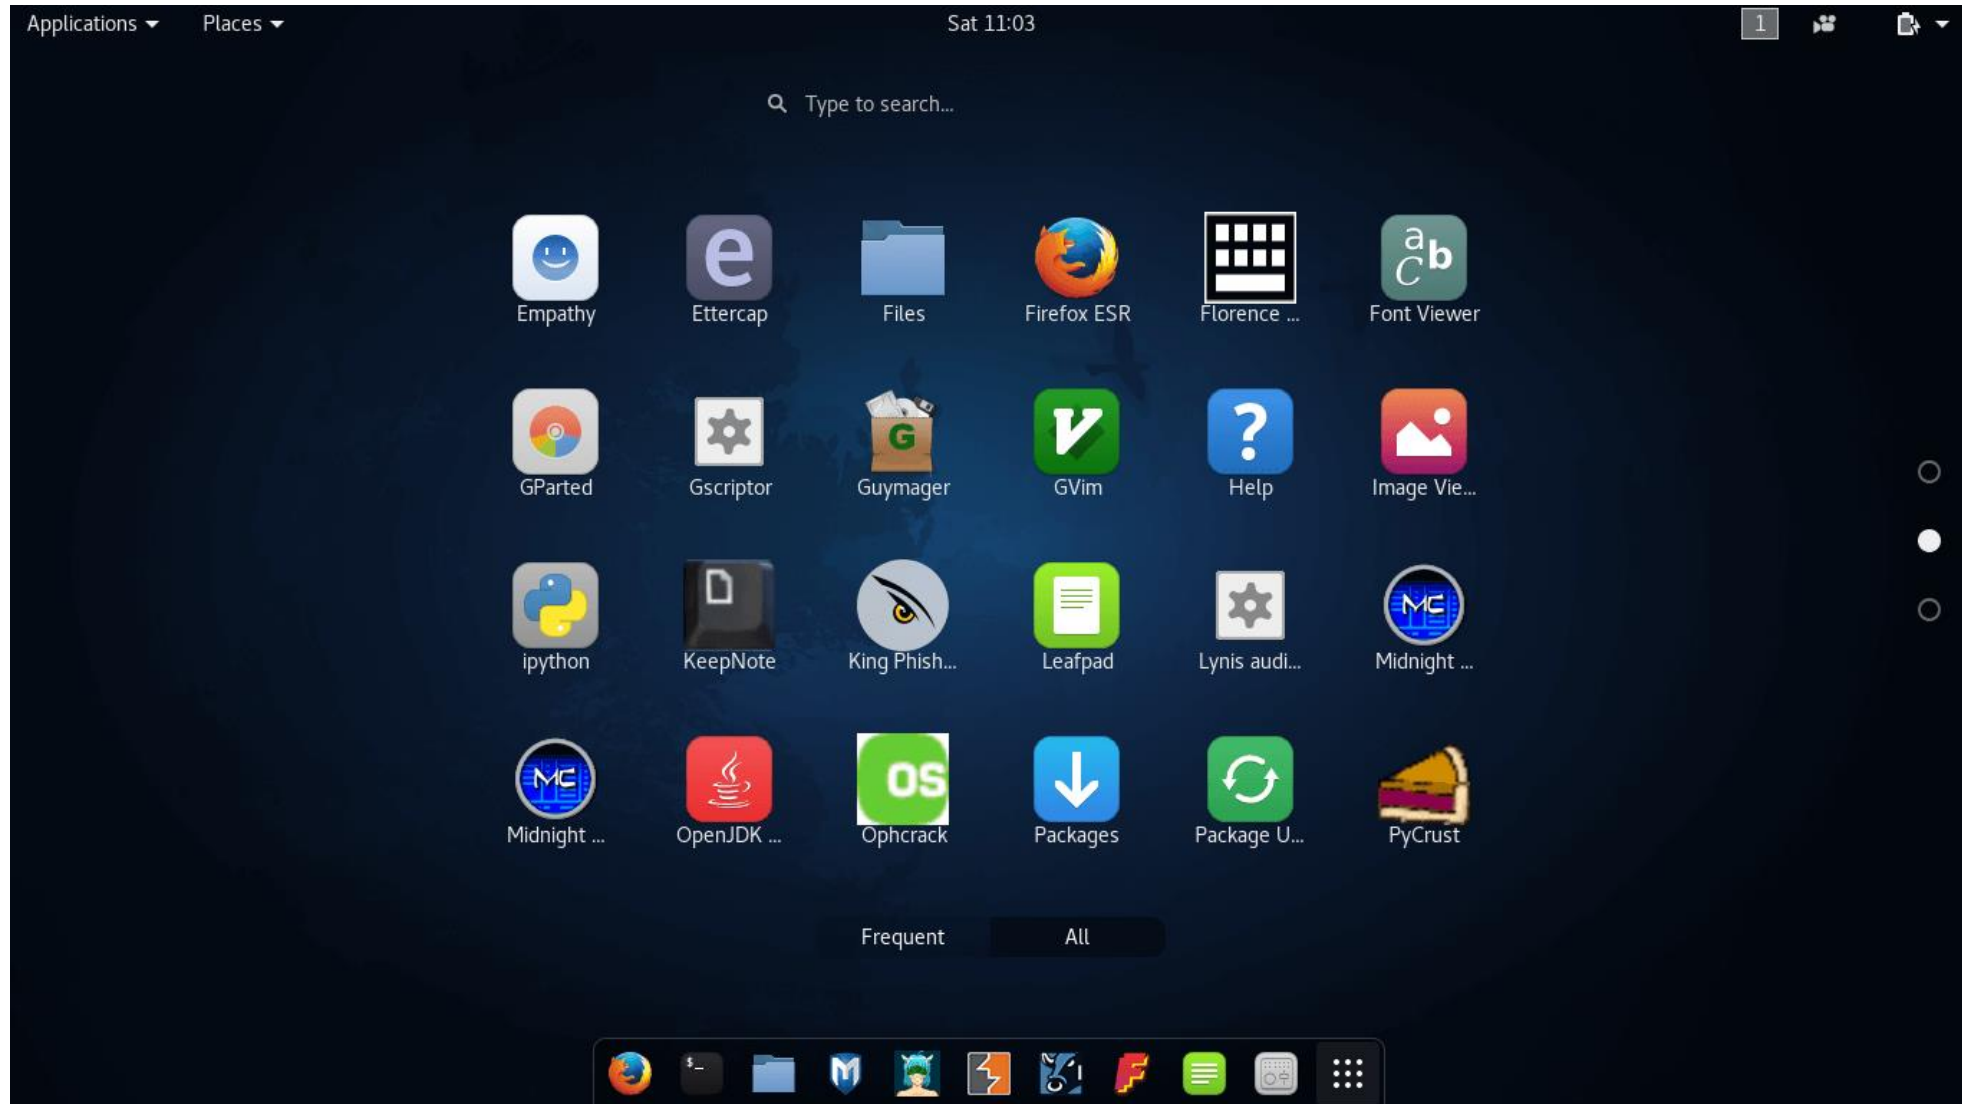 Applications Places Sat 11:03 1
Type to search...
Empathy Ettercap Files Firefox ESR Florence ... Font Viewer
GParted Gscriptor Guymager GVim Help Image Vie...
ipython KeepNote King Phish... Leafpad Lynis audi... Midnight ...
Midnight ... OpenJDK ... Ophcrack Packages Package U... PyCrust
Frequent All